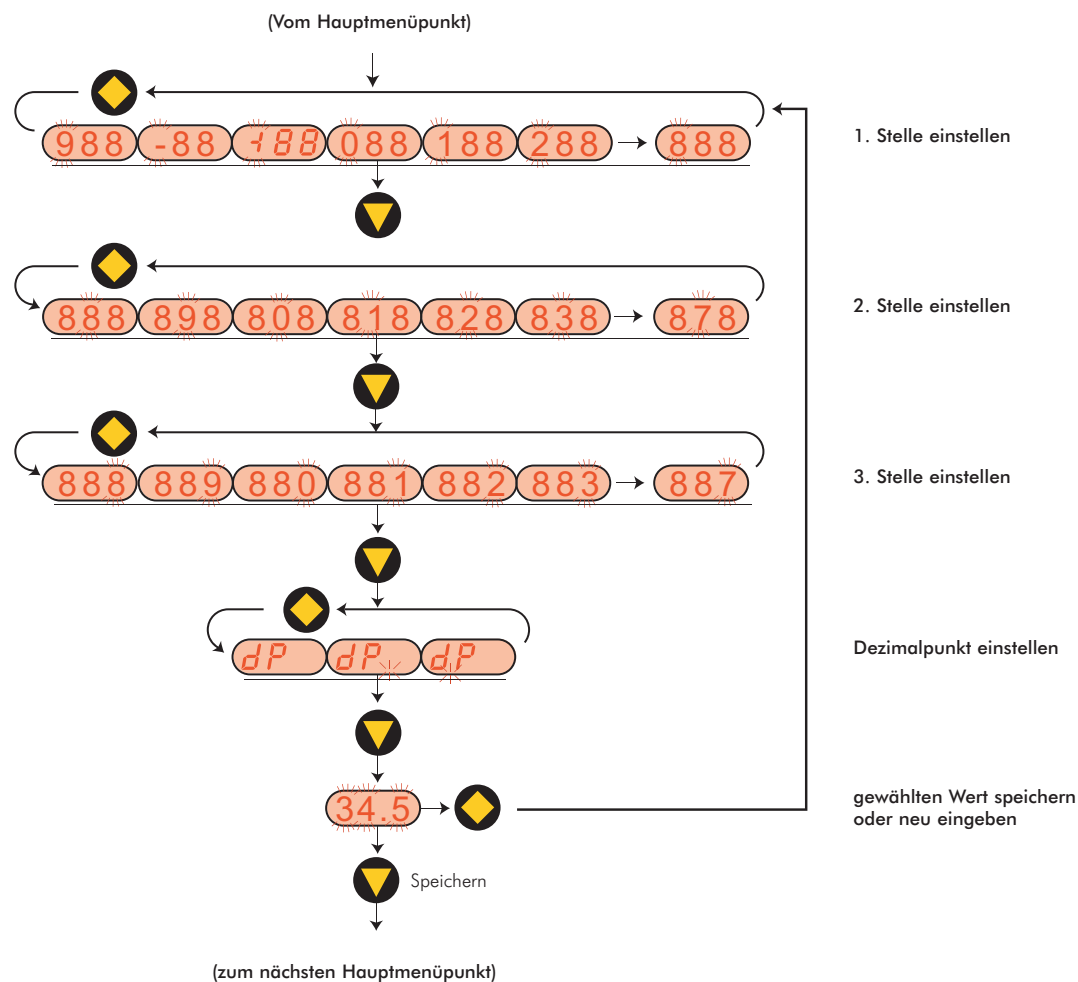 (Vom Hauptmenüpunkt)
988 -88 -188 088 188 288 888
1. Stelle einstellen
888 898 808 818 828 838 878
2. Stelle einstellen
888 889 880 881 882 883 887
3. Stelle einstellen
dP dP. d.P
Dezimalpunkt einstellen
34.5
gewählten Wert speichern
oder neu eingeben
Speichern
(zum nächsten Hauptmenüpunkt)